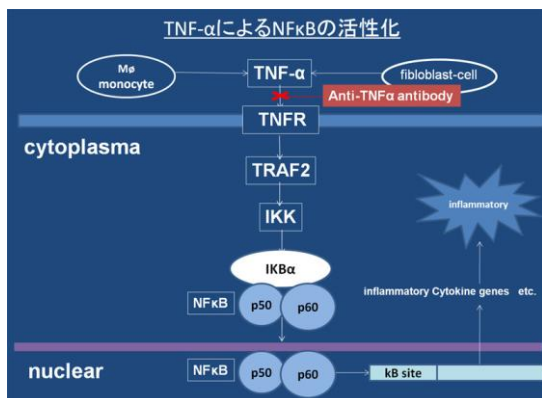 TNF-αによるNFκBの活性化
Mø
monocyte
TNF-α
fibloblast-cell
Anti-TNFα antibody
TNFR
cytoplasma
TRAF2
IKK
inflammatory
IKBα
NFκB
p50
p60
inflammatory Cytokine genes etc.
nuclear
NFκB
p50
p60
kB site